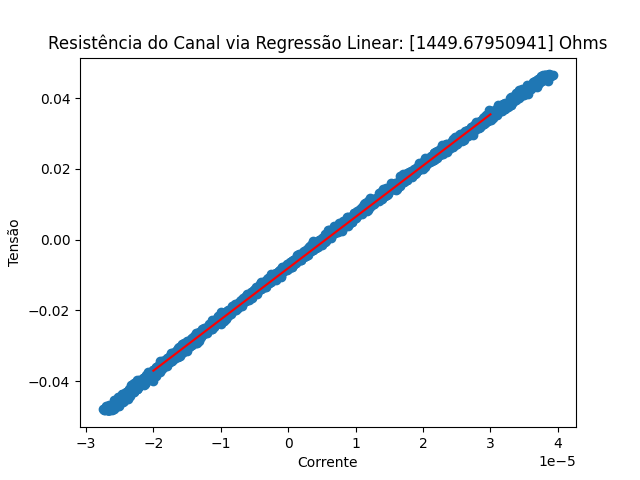 Resistência do Canal via Regressão Linear: [1449.67950941] Ohms
0.04
0.02
0.00
−0.02
−0.04
Tensão
−3 −2 −1 0 1 2 3 4
1e−5
Corrente